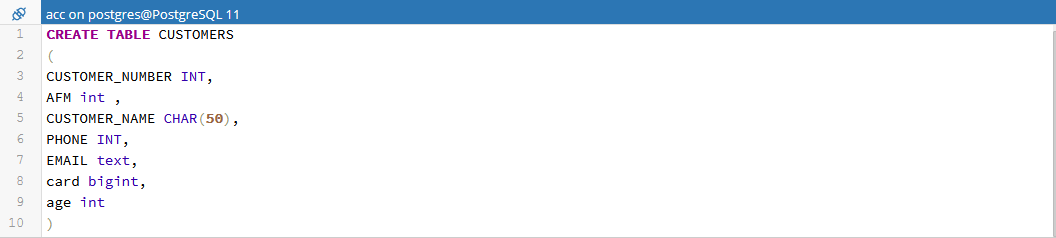 acc on postgres@PostgreSQL 11
1 CREATE TABLE CUSTOMERS
2 (
3 CUSTOMER_NUMBER INT,
4 AFM int ,
5 CUSTOMER_NAME CHAR(50),
6 PHONE INT,
7 EMAIL text,
8 card bigint,
9 age int
10 )